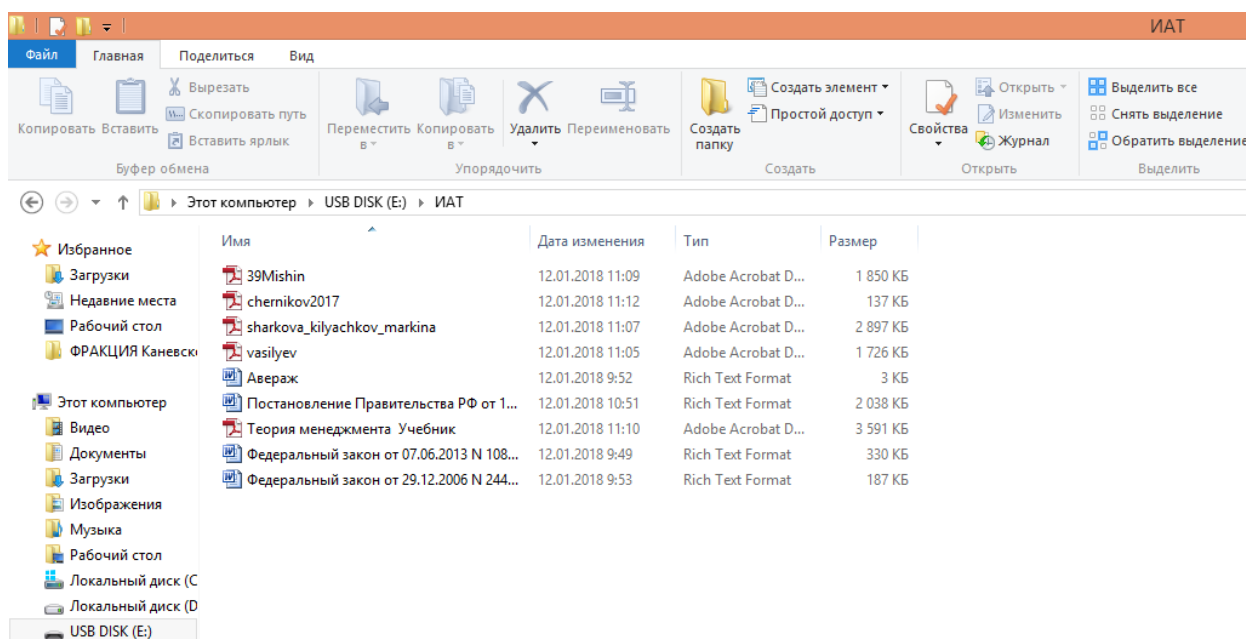 ИАТ
Файл Главная Поделиться Вид
Копировать Вставить
Вырезать
Скопировать путь
Вставить ярлык
Буфер обмена
Переместить в Копировать в
Удалить Переименовать
Упорядочить
Создать папку
Создать элемент
Простой доступ
Создать
Свойства
Открыть
Изменить
Журнал
Открыть
Выделить все
Снять выделение
Обратить выделение
Выделить
Этот компьютер USB DISK (E:) ИАТ
Избранное
Загрузки
Недавние места
Рабочий стол
ФРАКЦИЯ Каневск
Этот компьютер
Видео
Документы
Загрузки
Изображения
Музыка
Рабочий стол
Локальный диск (C
Локальный диск (D
USB DISK (E:)
Имя Дата изменения Тип Размер
39Mishin 12.01.2018 11:09 Adobe Acrobat D... 1 850 КБ
chernikov2017 12.01.2018 11:12 Adobe Acrobat D... 137 КБ
sharkova_kilyachkov_markina 12.01.2018 11:07 Adobe Acrobat D... 2 897 КБ
vasilyev 12.01.2018 11:05 Adobe Acrobat D... 1 726 КБ
Авераж 12.01.2018 9:52 Rich Text Format 3 КБ
Постановление Правительства РФ от 1... 12.01.2018 10:51 Rich Text Format 2 038 КБ
Теория менеджмента Учебник 12.01.2018 11:10 Adobe Acrobat D... 3 591 КБ
Федеральный закон от 07.06.2013 N 108... 12.01.2018 9:49 Rich Text Format 330 КБ
Федеральный закон от 29.12.2006 N 244... 12.01.2018 9:53 Rich Text Format 187 КБ